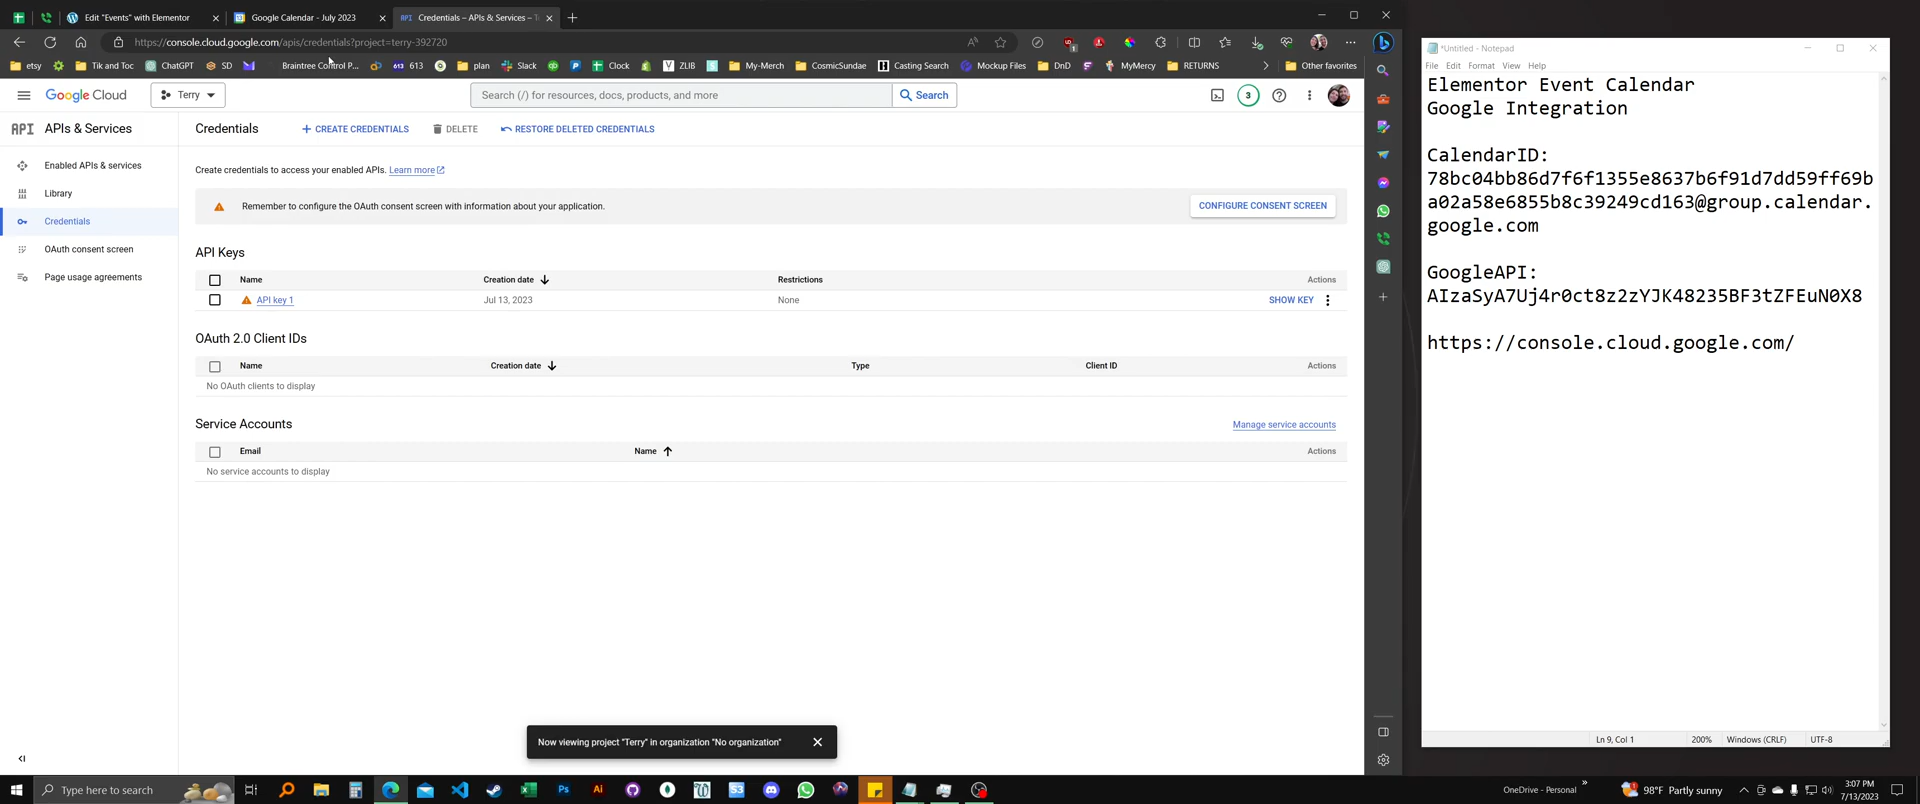 Edit "Events" with Elementor
Google Calendar - July 2023
API Credentials – APIs & Services – T
https://console.cloud.google.com/apis/credentials?project=terry-392720
etsy
Tik and Toc
ChatGPT
SD
Braintree Control P...
613 613
plan
Slack
Clock
ZLIB
My-Merch
CosmicSundae
Casting Search
Mockup Files
DnD
MyMercy
RETURNS
Other favorites
Google Cloud
Terry
Search (/) for resources, docs, products, and more
Search
3
API APIs & Services
Credentials
CREATE CREDENTIALS
DELETE
RESTORE DELETED CREDENTIALS
Enabled APIs & services
Library
Credentials
OAuth consent screen
Page usage agreements
Create credentials to access your enabled APIs. Learn more
Remember to configure the OAuth consent screen with information about your application.
CONFIGURE CONSENT SCREEN
API Keys
Name Creation date Restrictions Actions
API key 1 Jul 13, 2023 None SHOW KEY
OAuth 2.0 Client IDs
Name Creation date Type Client ID Actions
No OAuth clients to display
Service Accounts
Manage service accounts
Email Name Actions
No service accounts to display
Now viewing project "Terry" in organization "No organization"
*Untitled - Notepad
File Edit Format View Help
Elementor Event Calendar
Google Integration
CalendarID:
78bc04bb86d7f6f1355e8637b6f91d7dd59ff69b
a02a58e6855b8c39249cd163@group.calendar.
google.com
GoogleAPI:
AIzaSyA7Uj4r0ct8z2zYJK48235BF3tZFEuN0X8
https://console.cloud.google.com/
Ln 9, Col 1
200%
Windows (CRLF)
UTF-8
Type here to search
Ps
Ai
S3
OneDrive - Personal
98°F Partly sunny
3:07 PM
7/13/2023